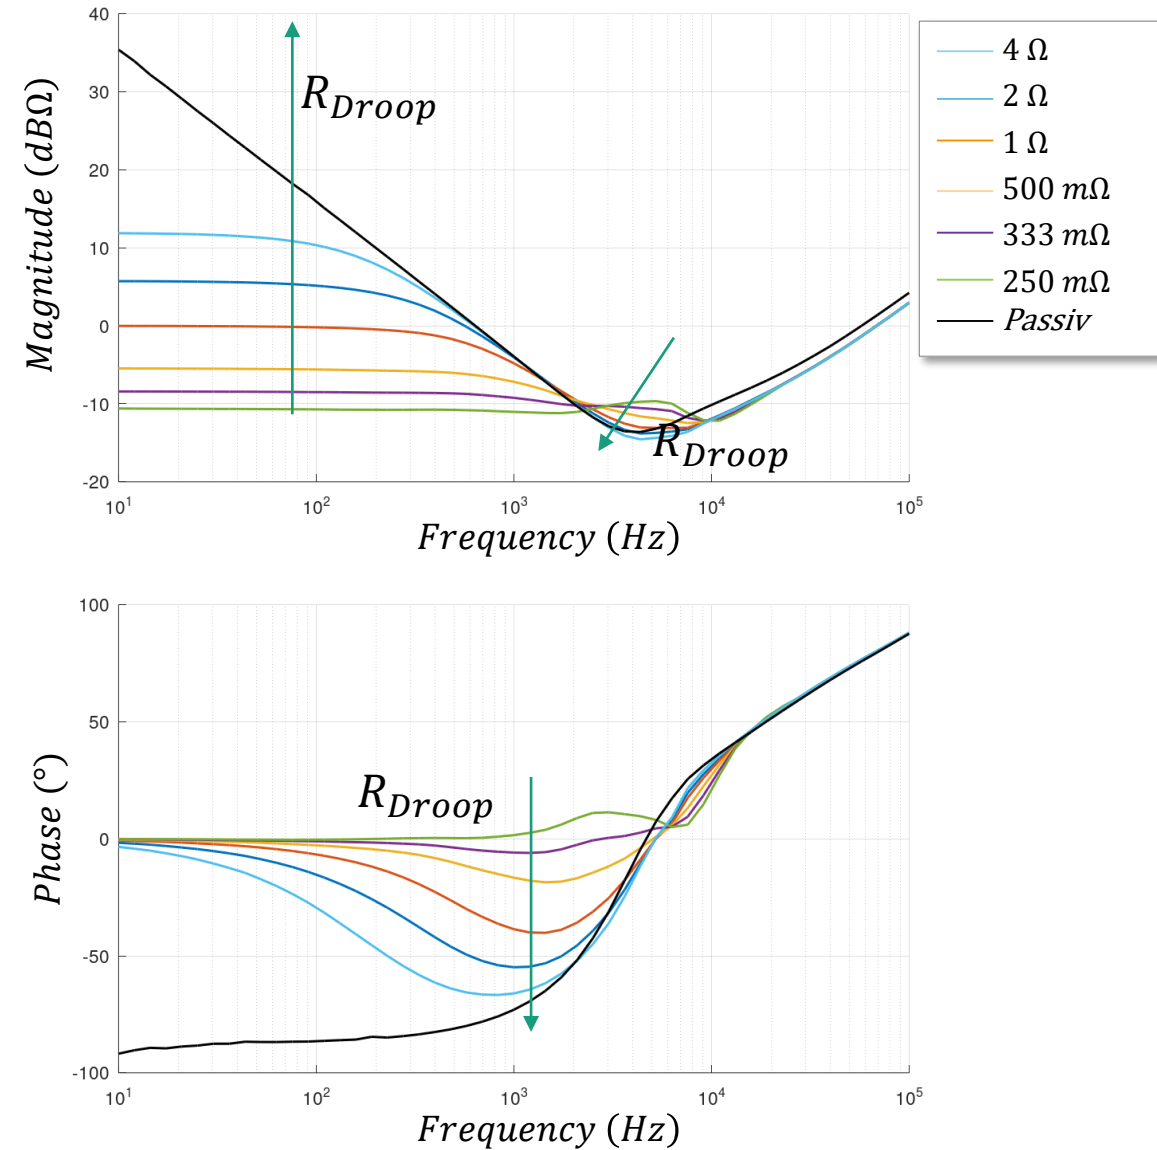 40
30
20
10
0
-10
-20
Magnitude (dBΩ)
R_Droop
R_Droop
10^1
10^2
10^3
10^4
10^5
Frequency (Hz)
4 Ω
2 Ω
1 Ω
500 mΩ
333 mΩ
250 mΩ
Passiv
100
50
0
-50
-100
Phase (°)
R_Droop
10^1
10^2
10^3
10^4
10^5
Frequency (Hz)